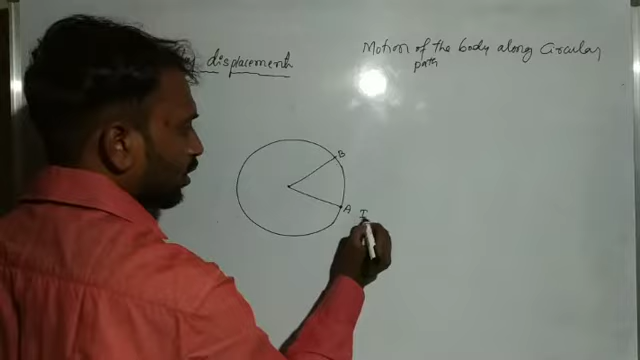 displacement
Motion of the body along Circular
path
B
A
I